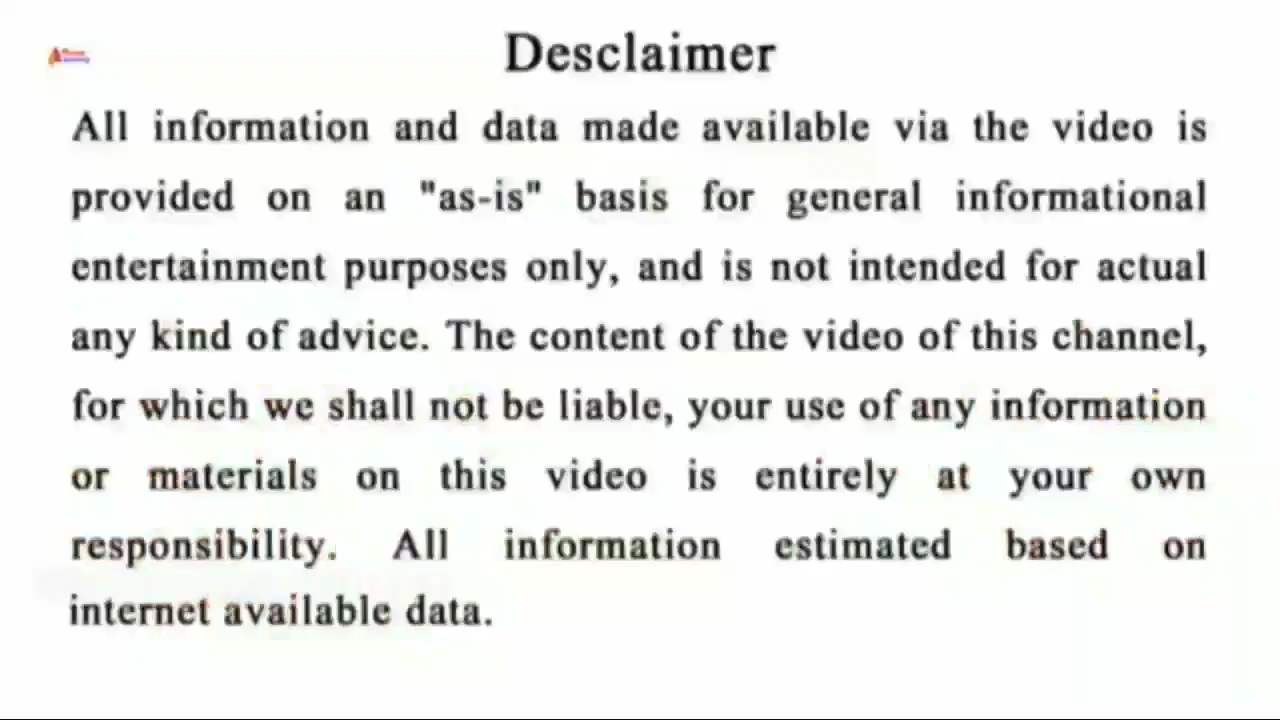 Desclaimer
All information and data made available via the video is
provided on an "as-is" basis for general informational
entertainment purposes only, and is not intended for actual
any kind of advice. The content of the video of this channel,
for which we shall not be liable, your use of any information
or materials on this video is entirely at your own
responsibility. All information estimated based on
internet available data.